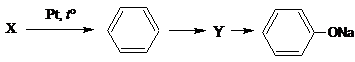 X Pt, t° Y ONa